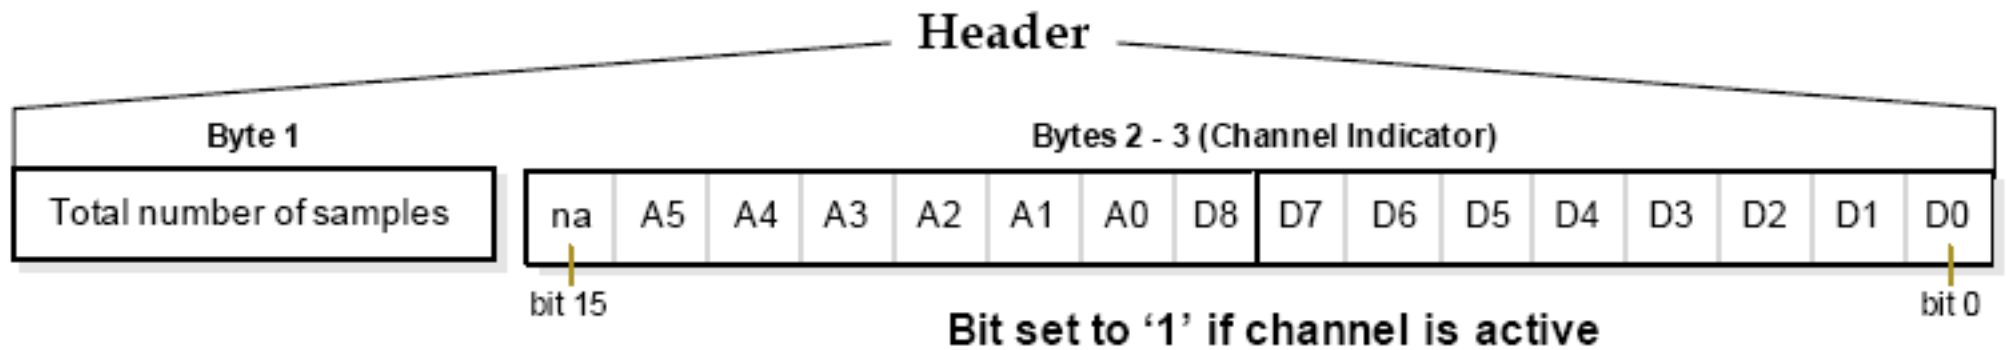 Header
Byte 1
Bytes 2 - 3 (Channel Indicator)
Total number of samples
na A5 A4 A3 A2 A1 A0 D8 D7 D6 D5 D4 D3 D2 D1 D0
bit 15
bit 0
Bit set to ‘1’ if channel is active